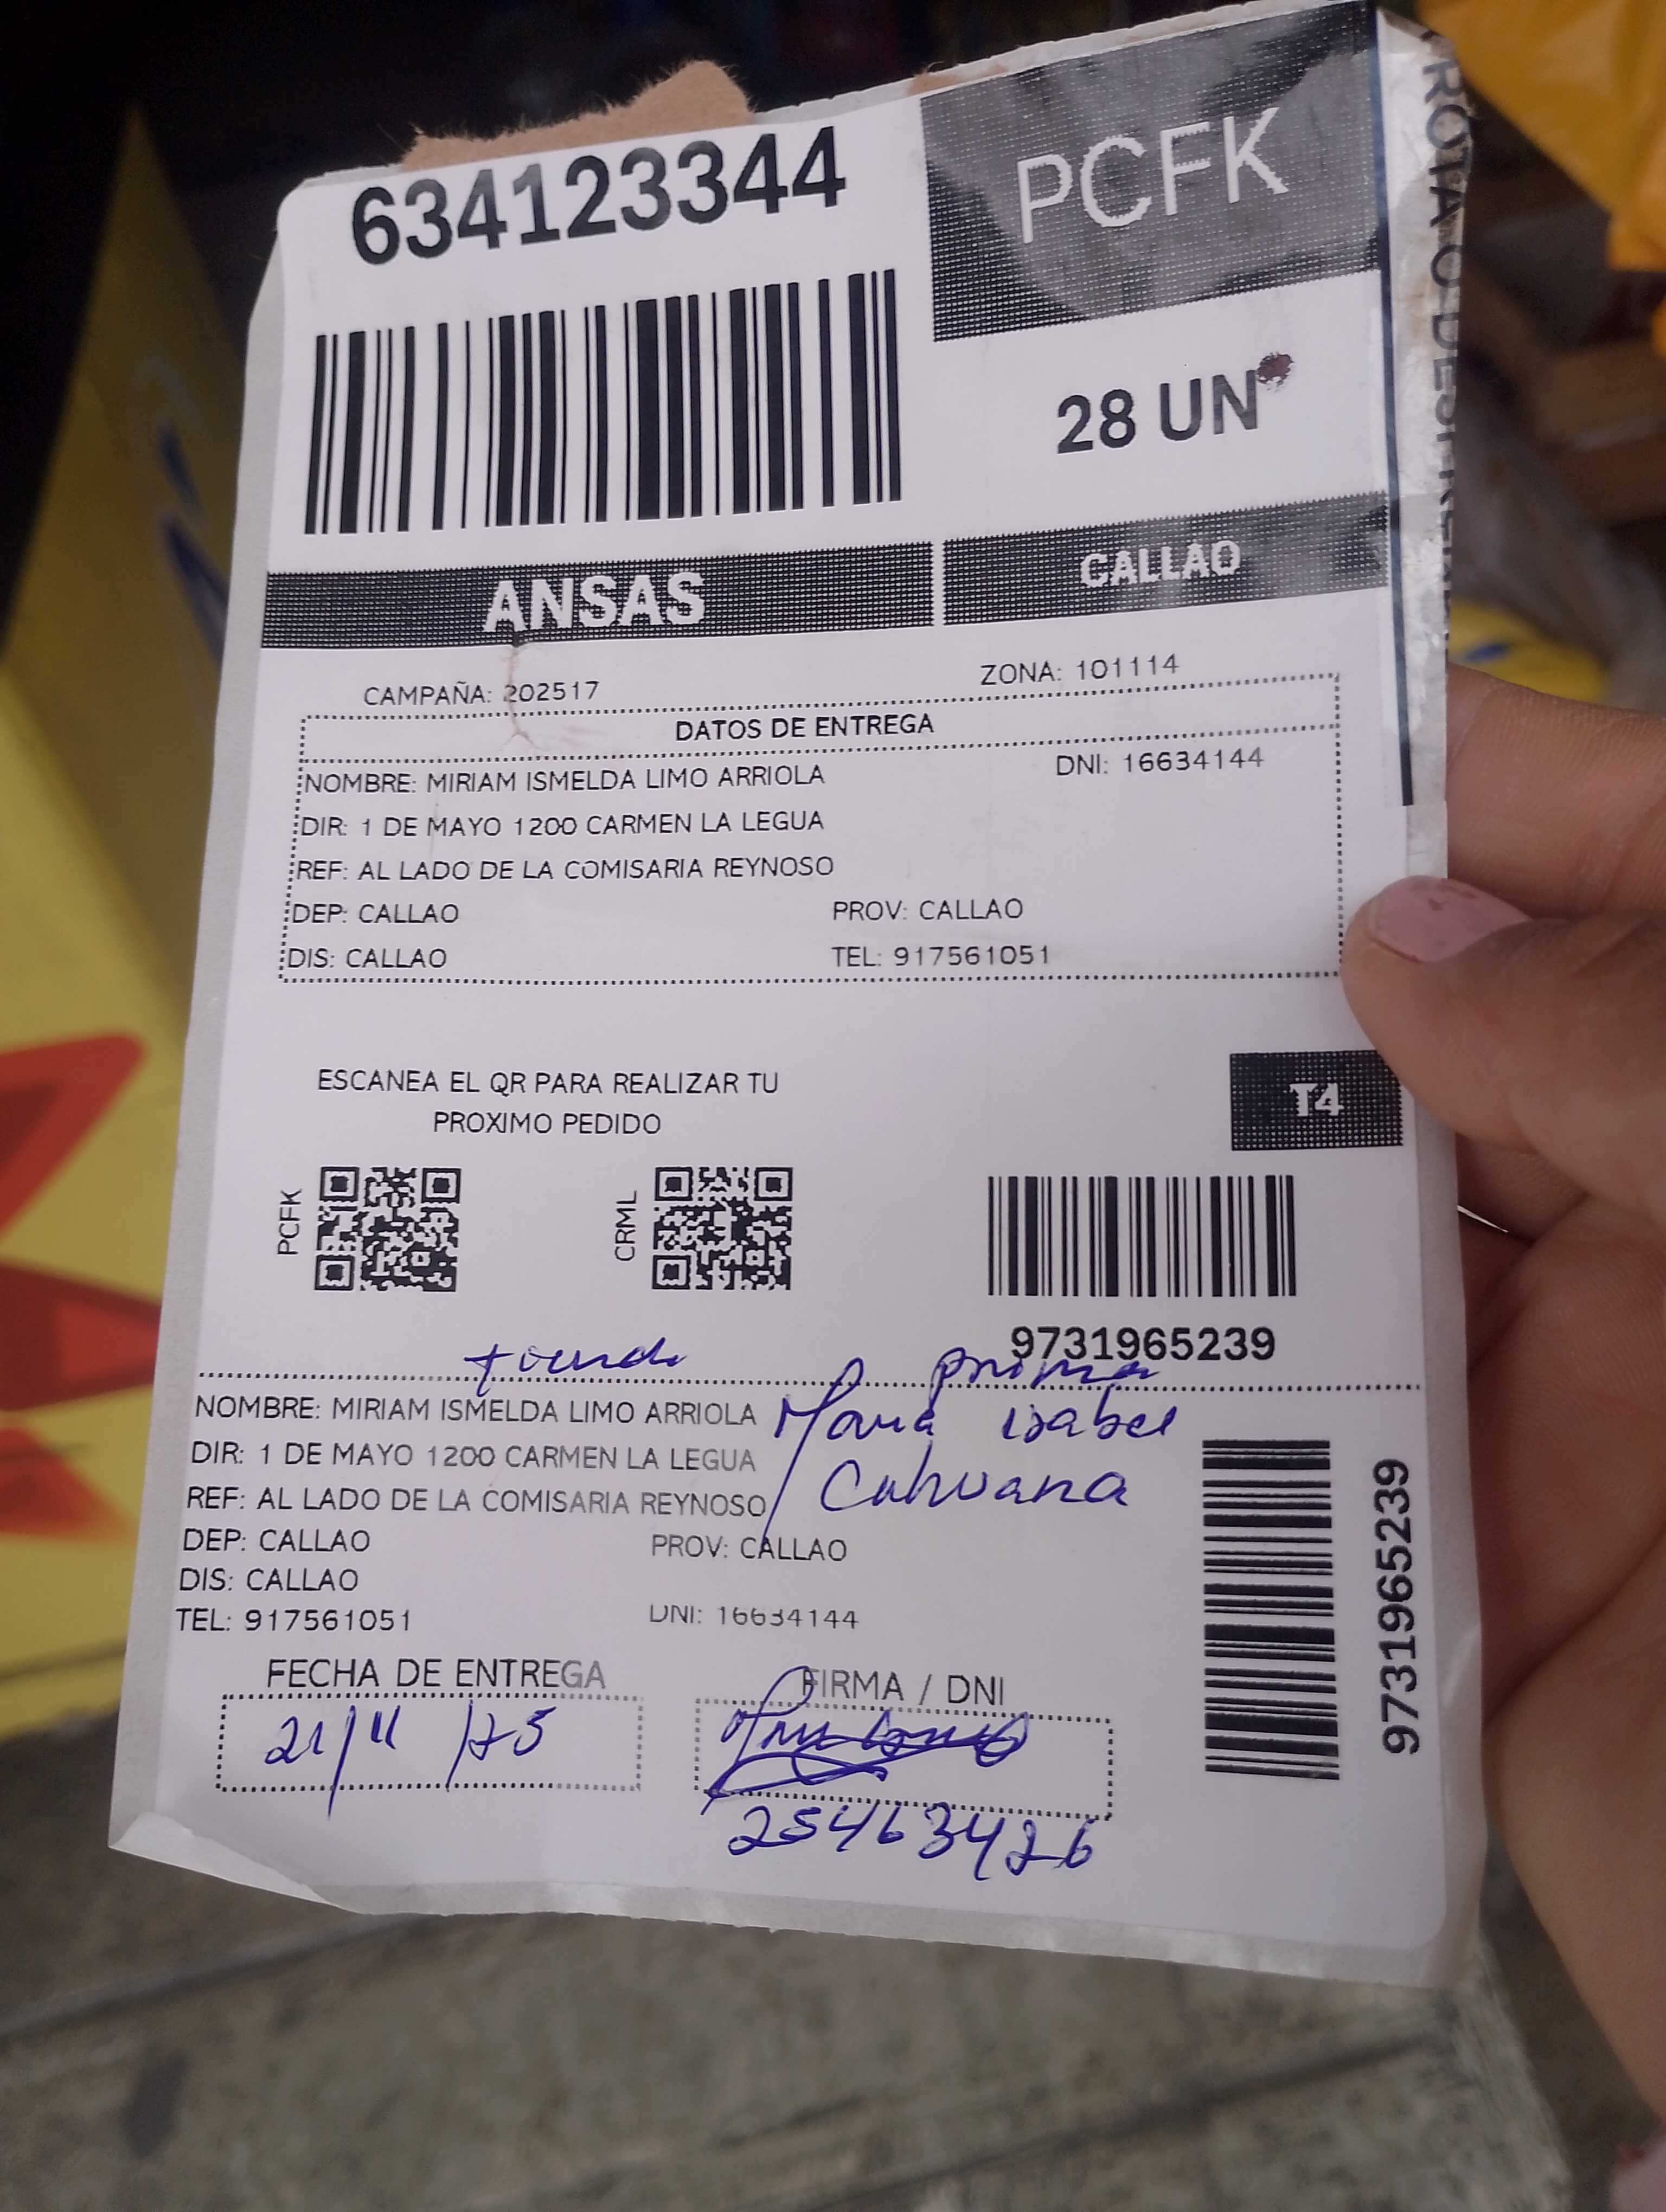 634123344
PCFK
28 UN
ANSAS
CALLAO
CAMPAÑA: 202517
ZONA: 101114
DATOS DE ENTREGA
NOMBRE: MIRIAM ISMELDA LIMO ARRIOLA DNI: 16634144
DIR: 1 DE MAYO 1200 CARMEN LA LEGUA
REF: AL LADO DE LA COMISARIA REYNOSO
DEP: CALLAO PROV: CALLAO
DIS: CALLAO TEL: 917561051
ESCANEA EL QR PARA REALIZAR TU
PROXIMO PEDIDO
T4
PCFK
CRML
9731965239
prima
NOMBRE: MIRIAM ISMELDA LIMO ARRIOLA
Maria Isabel
DIR: 1 DE MAYO 1200 CARMEN LA LEGUA
Cahuana
REF: AL LADO DE LA COMISARIA REYNOSO
DEP: CALLAO PROV: CALLAO
DIS: CALLAO
TEL: 917561051 DNI: 16634144
9731965239
FECHA DE ENTREGA
FIRMA / DNI
21/11/25
25463426